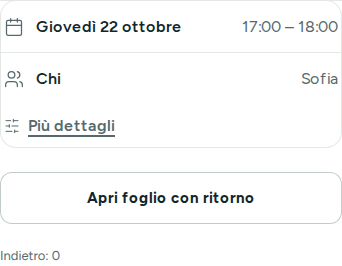 Giovedì 22 ottobre 17:00 – 18:00
Chi Sofia
Più dettagli
Apri foglio con ritorno
Indietro: 0